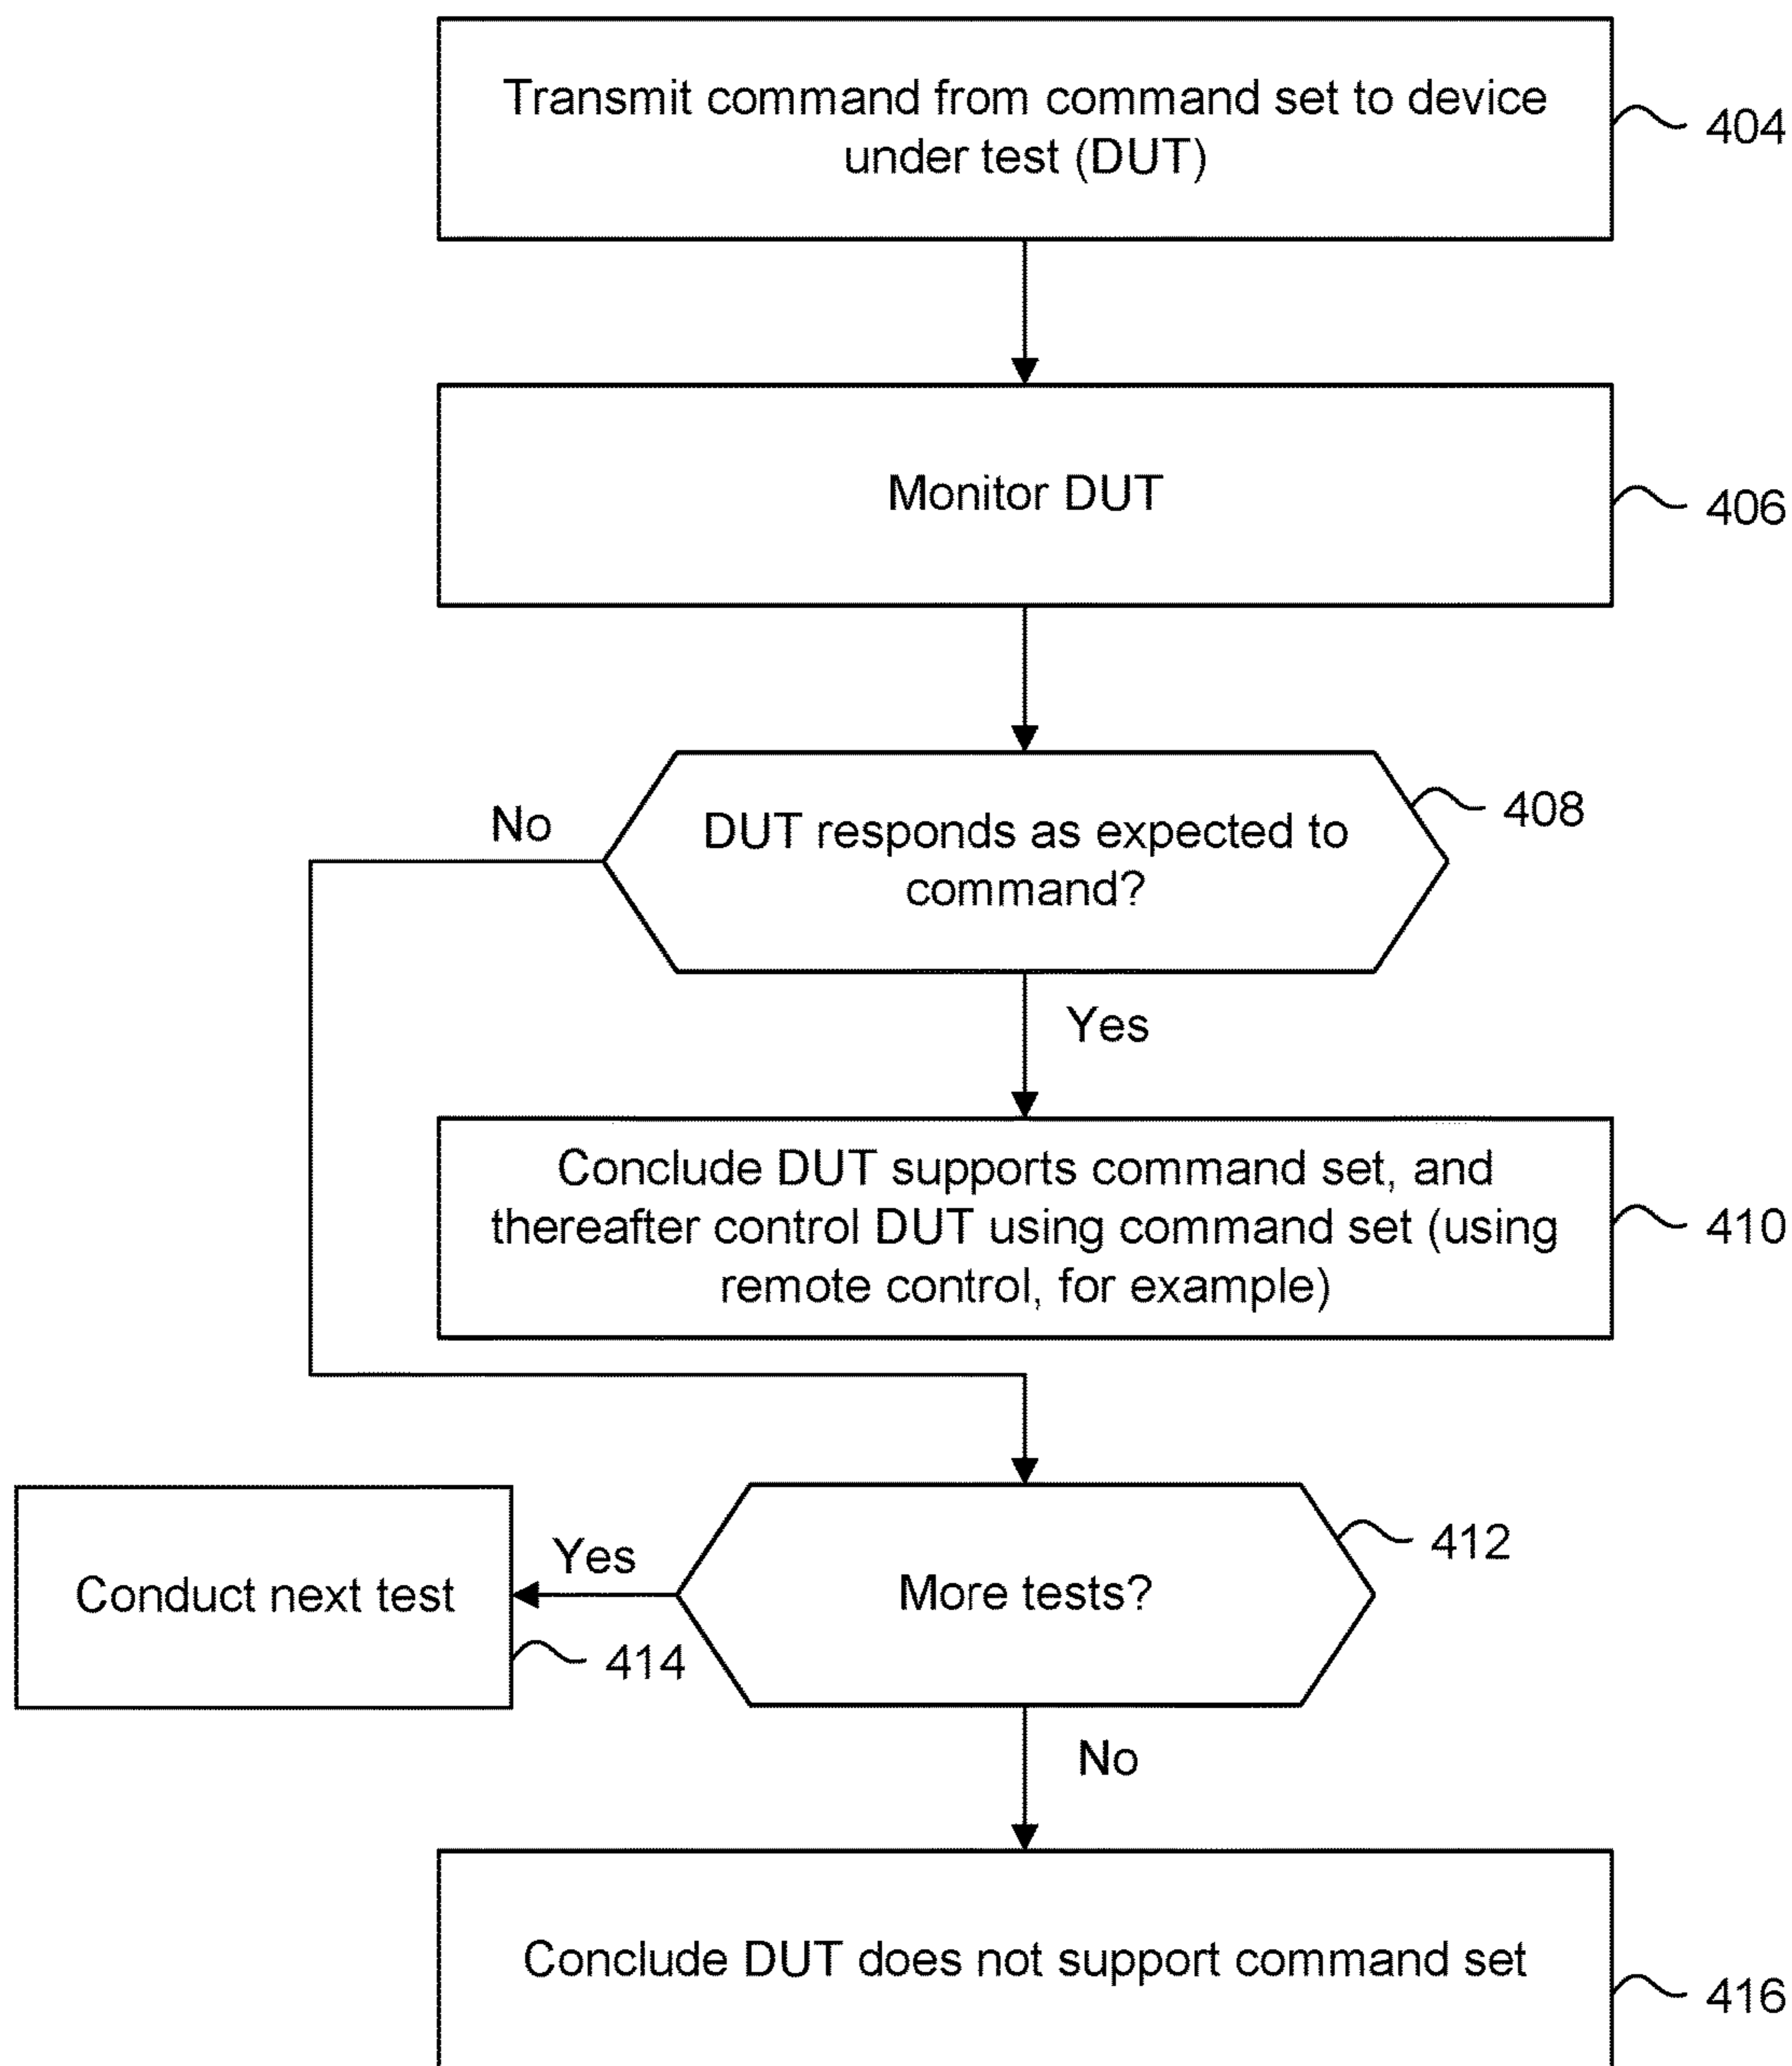 Transmit command from command set to device
under test (DUT)
404
Monitor DUT
406
No
DUT responds as expected to
command?
408
Yes
Conclude DUT supports command set, and
thereafter control DUT using command set (using
remote control, for example)
410
Conduct next test
Yes
414
More tests?
412
No
Conclude DUT does not support command set
416